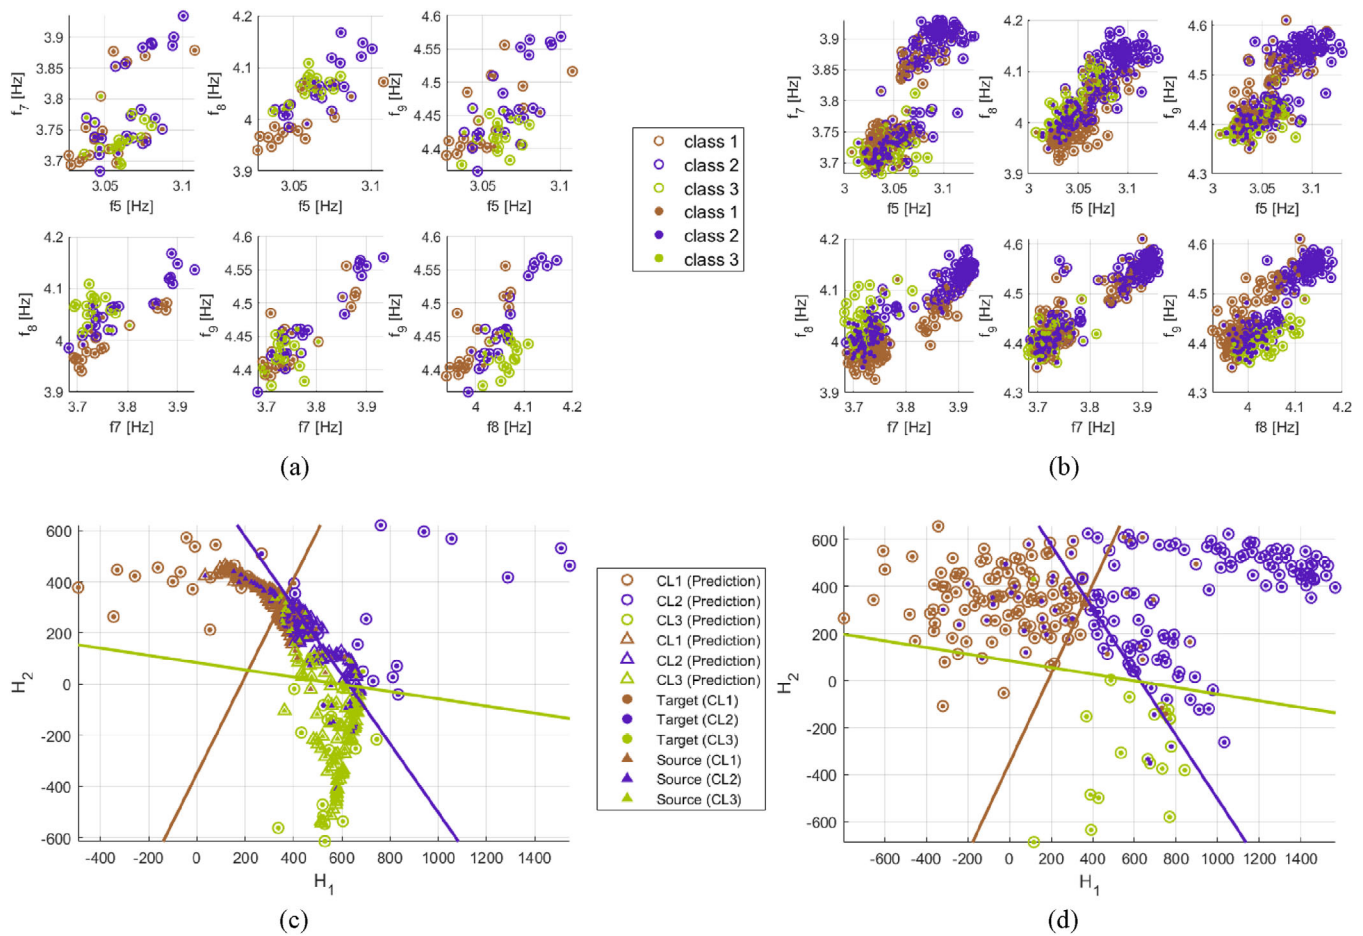 3.9
3.85
3.8
3.75
3.7
f7 [Hz]
3.05
3.1
f5 [Hz]
4.2
4.1
4
3.9
f8 [Hz]
3.05
3.1
f5 [Hz]
4.6
4.55
4.5
4.45
4.4
f9 [Hz]
3.05
3.1
f5 [Hz]
4.2
4.1
4
3.9
f8 [Hz]
3.7
3.8
3.9
f7 [Hz]
4.6
4.55
4.5
4.45
4.4
f9 [Hz]
3.7
3.8
3.9
f7 [Hz]
4.6
4.55
4.5
4.45
4.4
f9 [Hz]
4
4.1
4.2
f8 [Hz]
(a)
class 1
class 2
class 3
class 1
class 2
class 3
3.9
3.85
3.8
3.75
3.7
f7 [Hz]
3
3.05
3.1
f5 [Hz]
4.2
4.1
4
3.9
f8 [Hz]
3
3.05
3.1
f5 [Hz]
4.6
4.5
4.4
4.3
f9 [Hz]
3
3.05
3.1
f5 [Hz]
4.2
4.1
4
3.9
f8 [Hz]
3.7
3.8
3.9
f7 [Hz]
4.6
4.5
4.4
4.3
f9 [Hz]
3.7
3.8
3.9
f7 [Hz]
4.6
4.5
4.4
4.3
f9 [Hz]
4
4.1
4.2
f8 [Hz]
(b)
600
400
200
0
-200
-400
-600
H2
-400
-200
0
200
400
600
800
1000
1200
1400
H1
(c)
CL1 (Prediction)
CL2 (Prediction)
CL3 (Prediction)
CL1 (Prediction)
CL2 (Prediction)
CL3 (Prediction)
Target (CL1)
Target (CL2)
Target (CL3)
Source (CL1)
Source (CL2)
Source (CL3)
600
400
200
0
-200
-400
-600
H2
-600
-400
-200
0
200
400
600
800
1000
1200
1400
H1
(d)